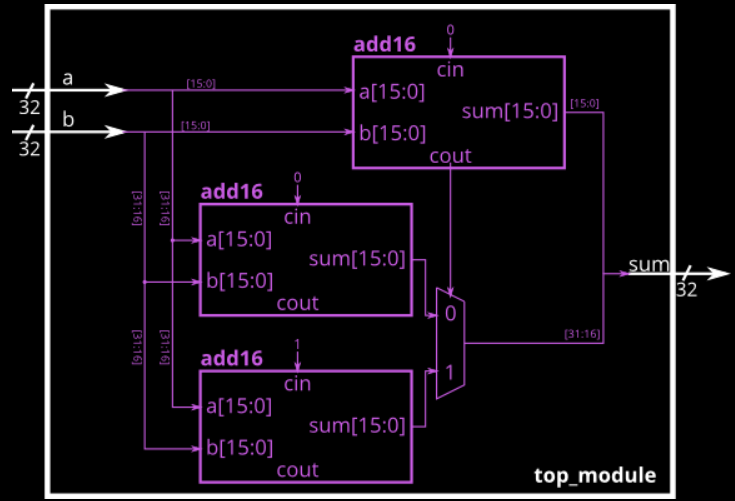 add16
0
cin
a
[15:0]
a[15:0]
32
sum[15:0]
[15:0]
b
[15:0]
b[15:0]
32
cout
add16
0
cin
[31:16]
[31:16]
a[15:0]
sum[15:0]
b[15:0]
cout
sum
32
0
[31:16]
[31:16]
[31:16]
add16
1
cin
1
a[15:0]
sum[15:0]
b[15:0]
cout
top_module